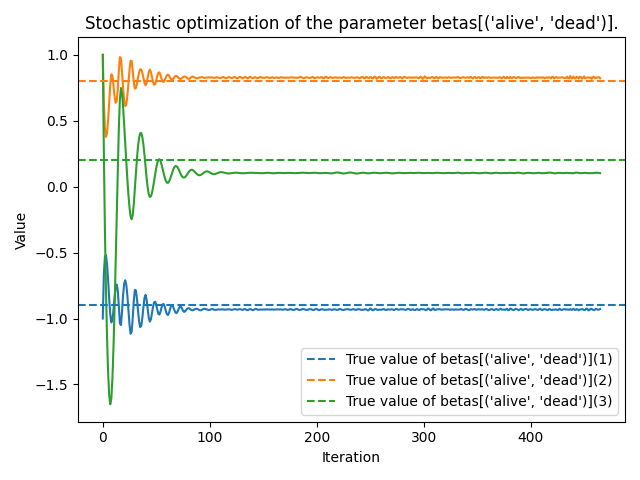 Stochastic optimization of the parameter betas[('alive', 'dead')].
Value
1.0
0.5
0.0
−0.5
−1.0
−1.5
True value of betas[('alive', 'dead')](1)
True value of betas[('alive', 'dead')](2)
True value of betas[('alive', 'dead')](3)
0 100 200 300 400
Iteration